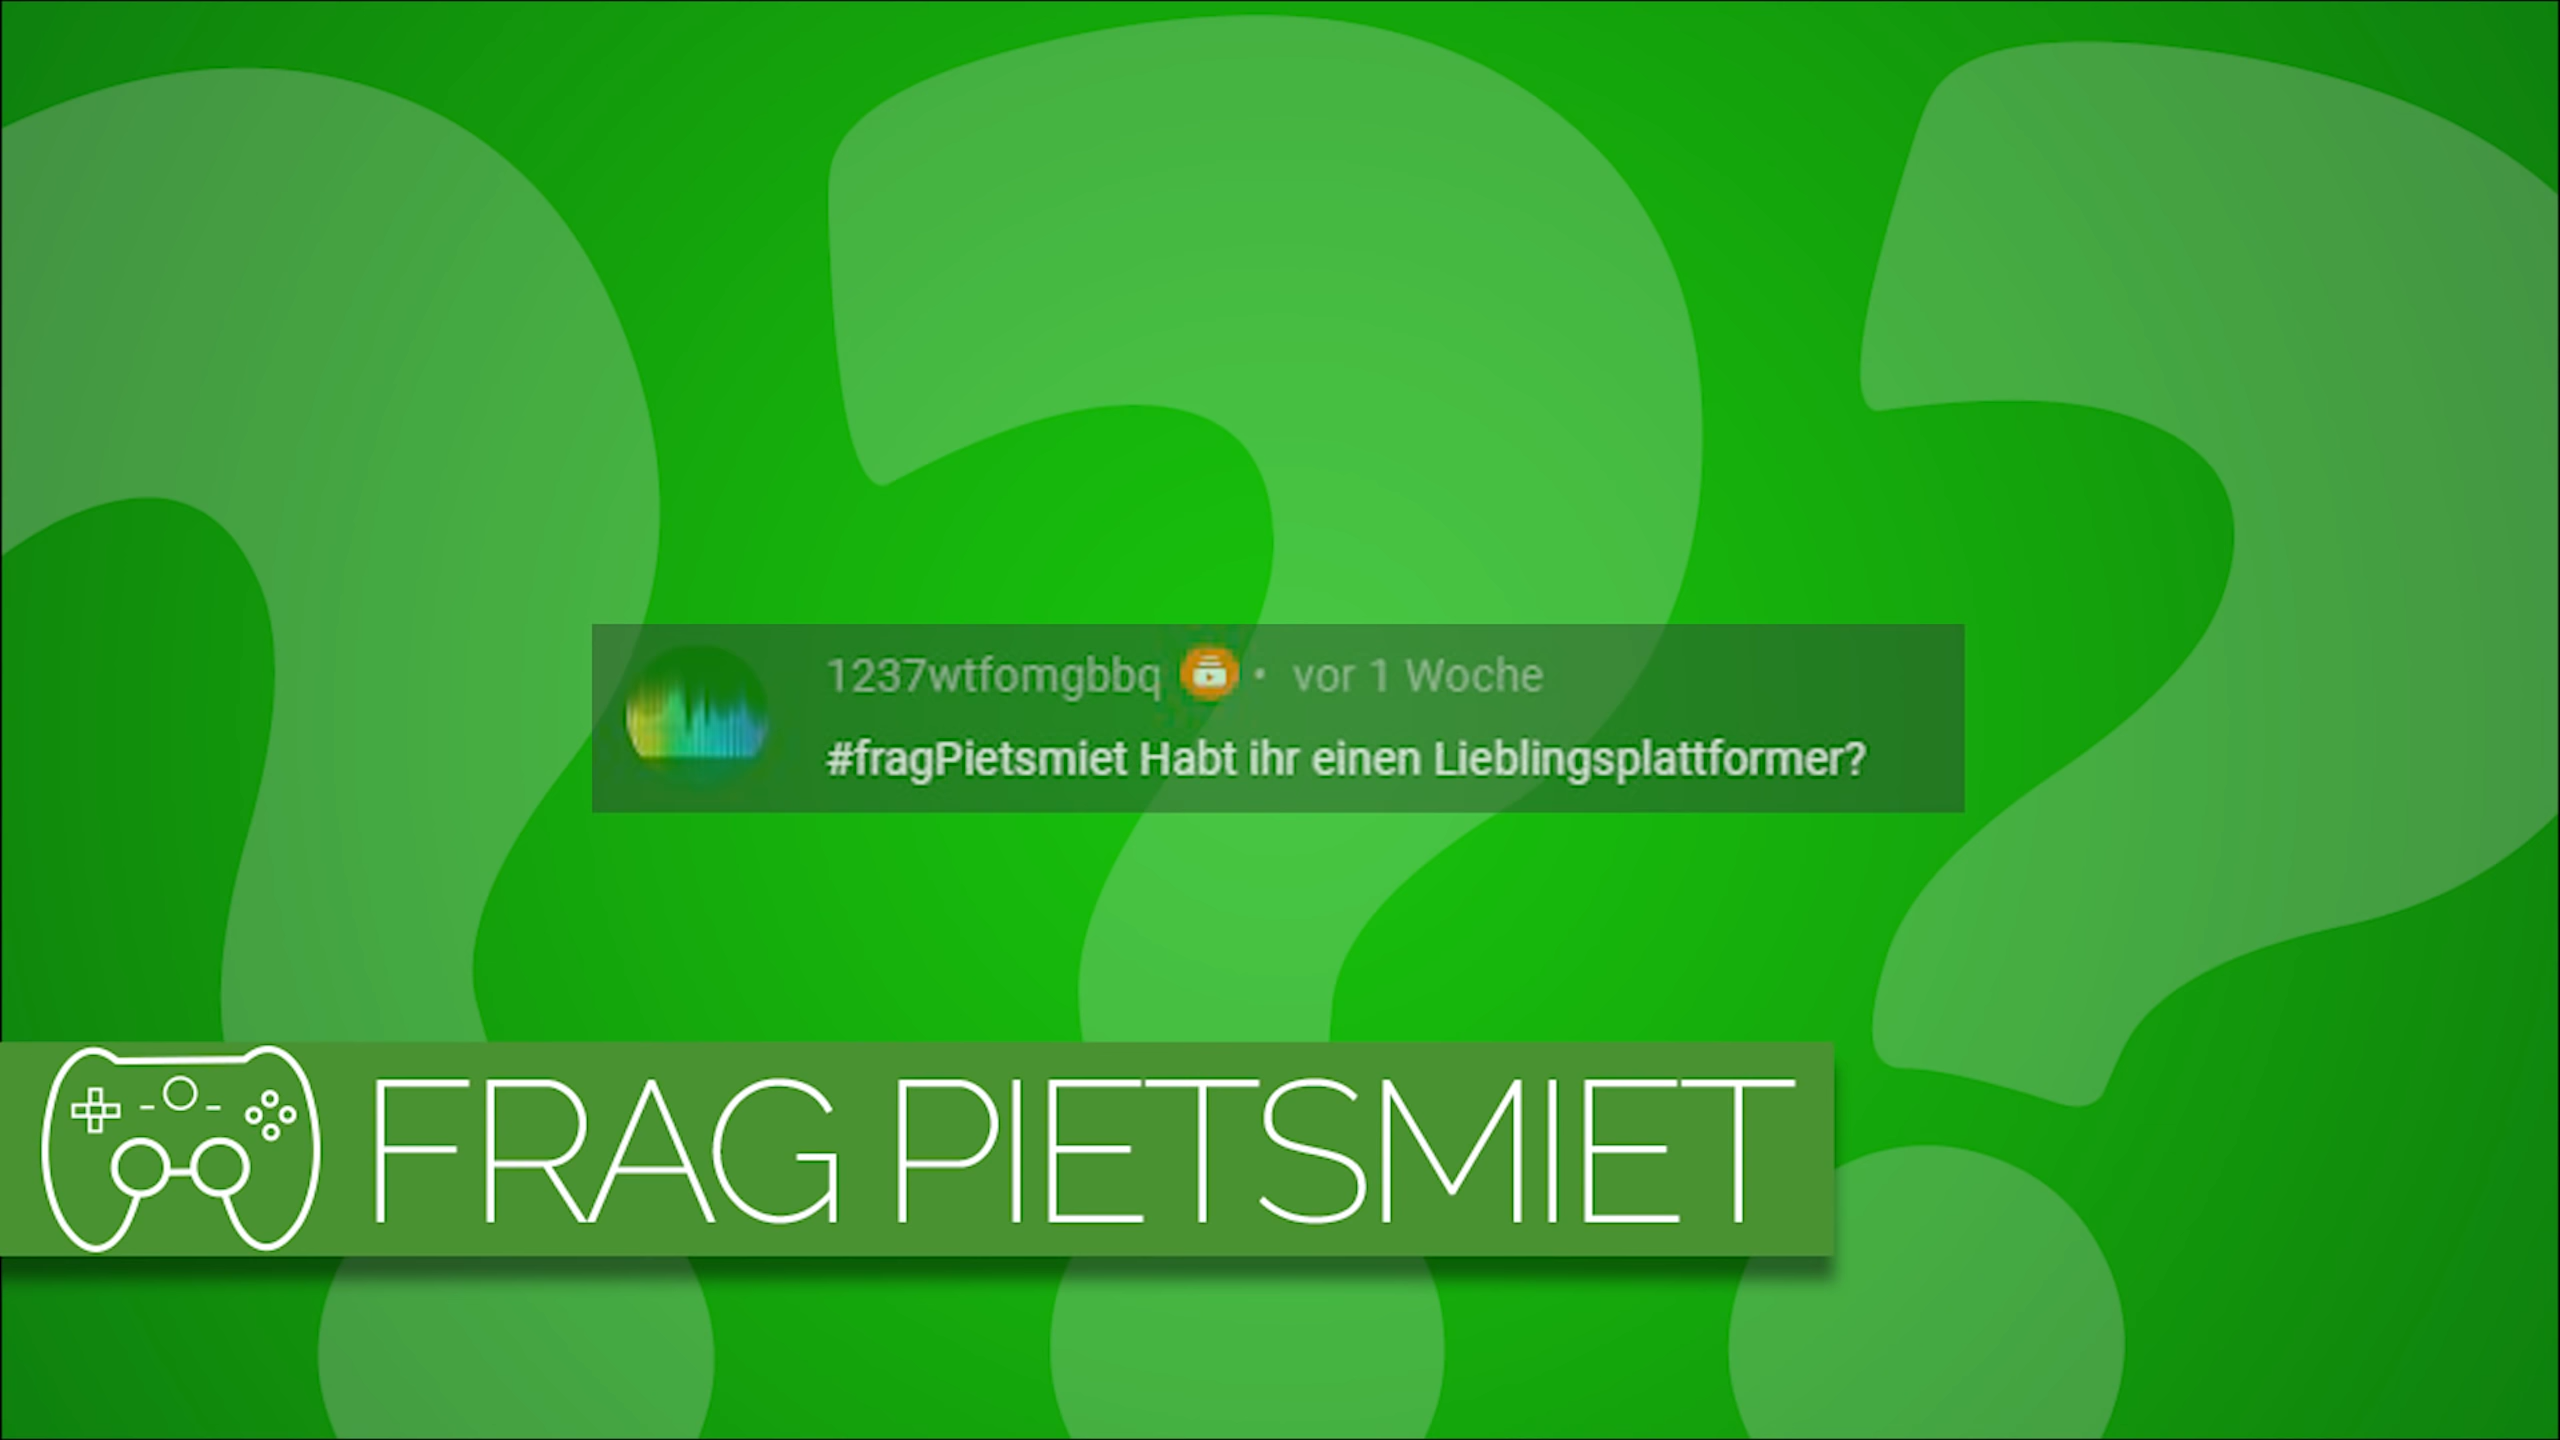 1237wtfomgbbq • vor 1 Woche
#fragPietsmiet Habt ihr einen Lieblingsplattformer?
FRAG PIETSMIET